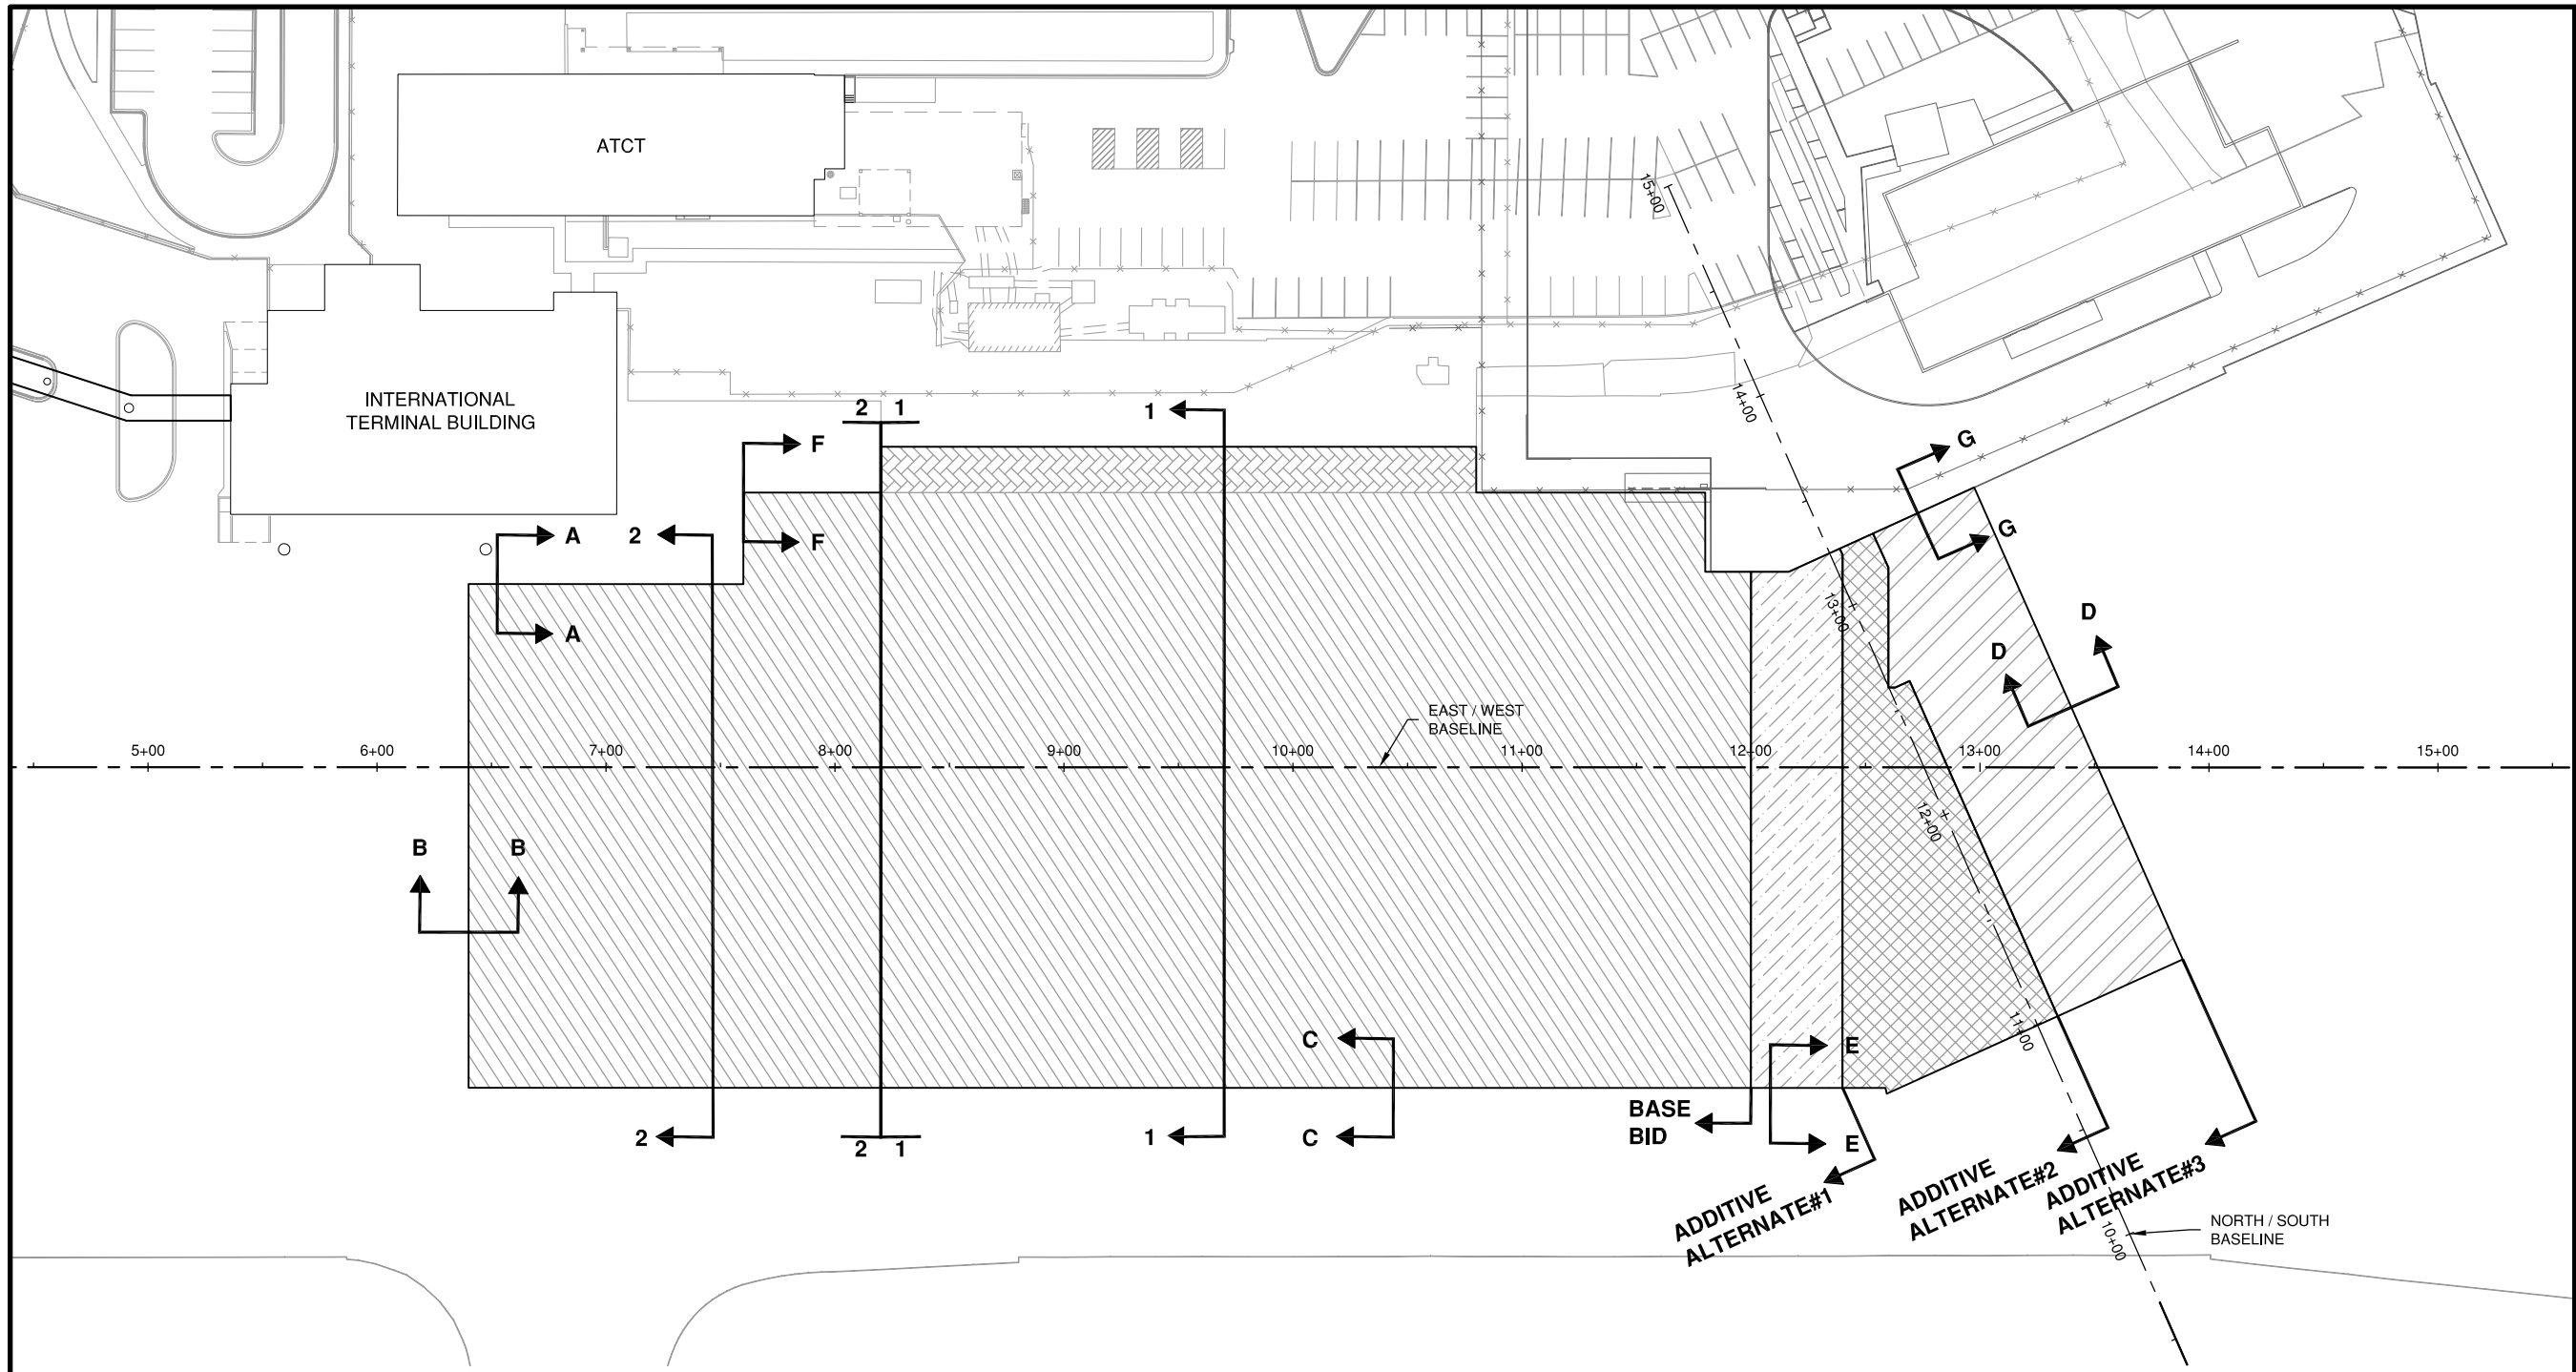 ATCT
15+00
INTERNATIONAL
TERMINAL BUILDING
14+00
2 1
1
F
G
A
2
F
G
13+00
D
A
D
EAST / WEST
BASELINE
5+00
6+00
7+00
8+00
9+00
10+00
11+00
12+00
13+00
14+00
15+00
12+00
B
B
11+00
C
E
BASE
BID
2
2 1
1
C
E
ADDITIVE
ALTERNATE#1
ADDITIVE
ALTERNATE#2
ADDITIVE
ALTERNATE#3
10+00
NORTH / SOUTH
BASELINE